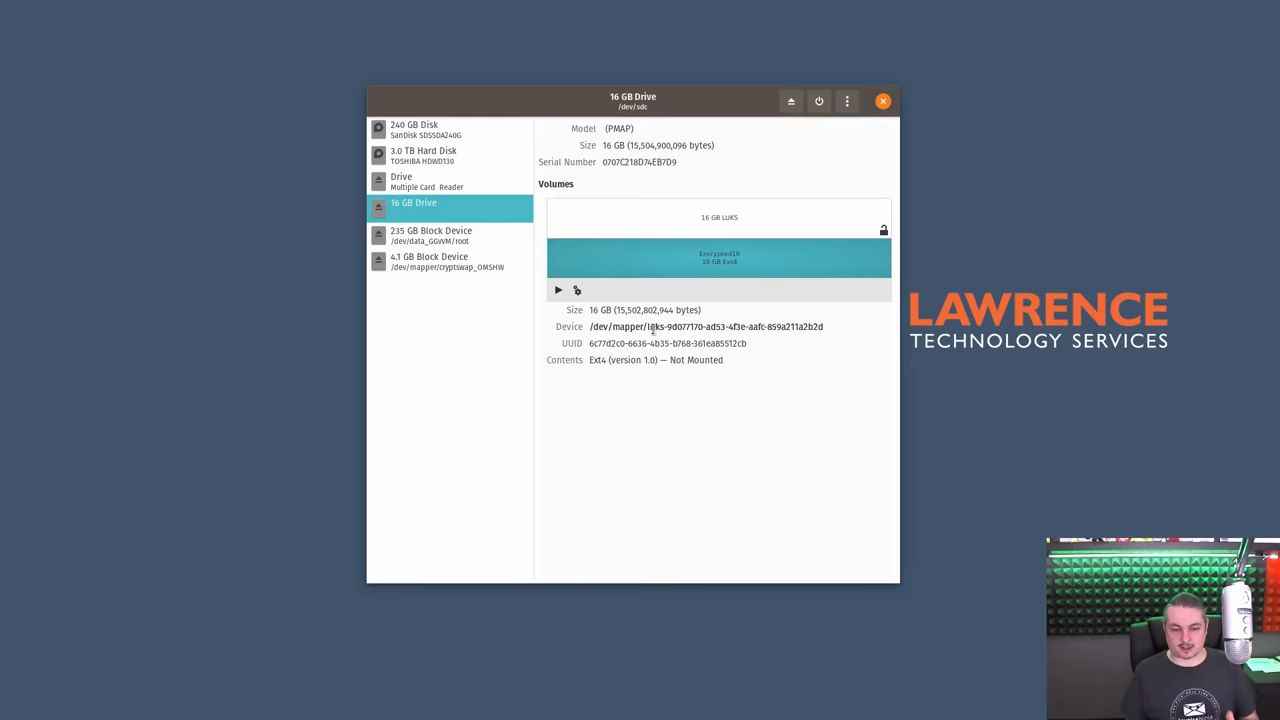 16 GB Drive
/dev/sdc
240 GB Disk
SanDisk SDSSDA240G
3.0 TB Hard Disk
TOSHIBA HDWD130
Drive
Multiple Card Reader
16 GB Drive
235 GB Block Device
/dev/data_GGVVM/root
4.1 GB Block Device
/dev/mapper/cryptswap_OMSHW
Model (PMAP)
Size 16 GB (15,504,900,096 bytes)
Serial Number 0707C218D74EB7D9
Volumes
16 GB LUKS
Encrypted16
16 GB Ext4
Size 16 GB (15,502,802,944 bytes)
Device /dev/mapper/luks-9d077170-ad53-4f3e-aafc-859a211a2b2d
UUID 6c77d2c0-6636-4b35-b768-361ea85512cb
Contents Ext4 (version 1.0) — Not Mounted
LAWRENCE
TECHNOLOGY SERVICES